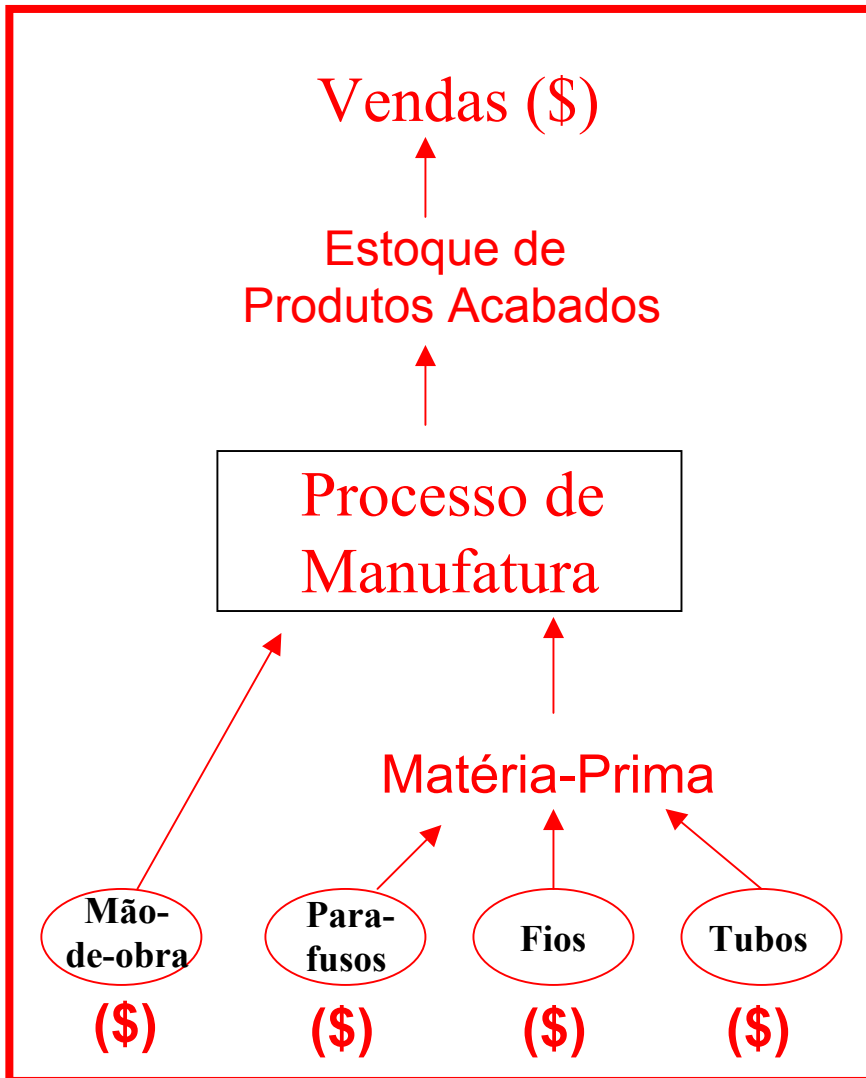 Vendas ($)
Estoque de
Produtos Acabados
Processo de
Manufatura
Matéria-Prima
Mão-
de-obra
Para-
fusos
Fios
Tubos
($)
($)
($)
($)